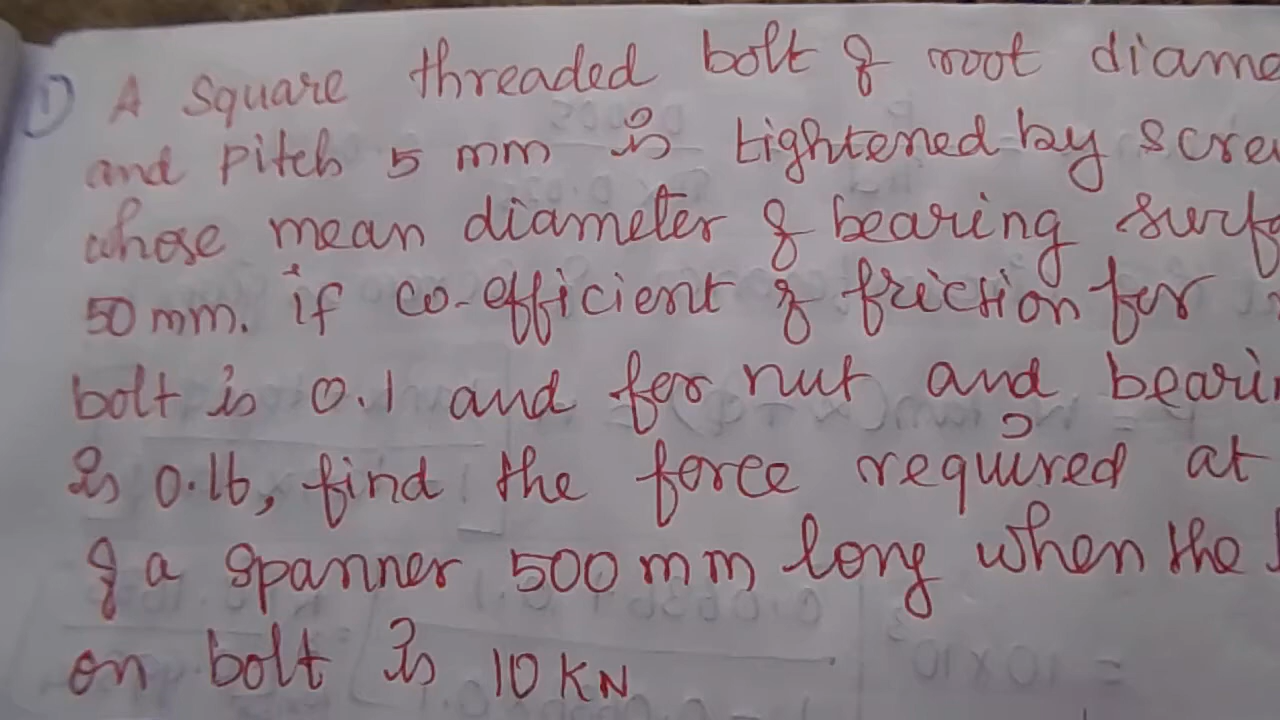 1) A square threaded bolt of root diame
and pitch 5 mm is tightened by scre
whose mean diameter of bearing surfa
50 mm. if co-efficient of friction for
bolt is 0.1 and for nut and beari
is 0.16, find the force required at
of a spanner 500 mm long when the
on bolt is 10 KN